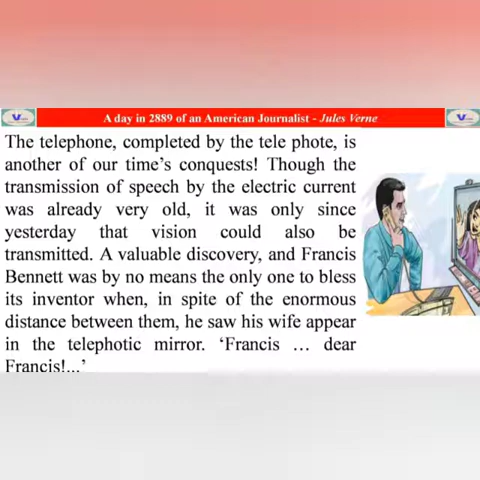 A day in 2889 of an American Journalist - Jules Verne
The telephone, completed by the tele phote, is
another of our time's conquests! Though the
transmission of speech by the electric current
was already very old, it was only since
yesterday that vision could also be
transmitted. A valuable discovery, and Francis
Bennett was by no means the only one to bless
its inventor when, in spite of the enormous
distance between them, he saw his wife appear
in the telephotic mirror. ‘Francis … dear
Francis!...’